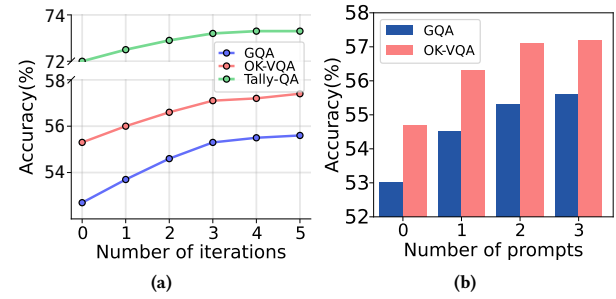 74
72
58
56
54
Accuracy(%)
GQA
OK-VQA
Tally-QA
0 1 2 3 4 5
Number of iterations
(a)
58
57
56
55
54
53
52
Accuracy(%)
GQA
OK-VQA
0 1 2 3
Number of prompts
(b)